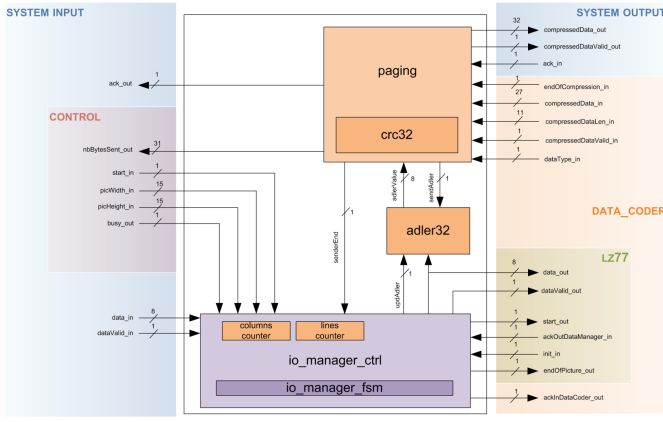 SYSTEM INPUT
SYSTEM OUTPUT
32
compressedData_out
1
compressedDataValid_out
1
ack_in
paging
1
ack_out
1
endOfCompression_in
27
compressedData_in
11
compressedDataLen_in
1
compressedDataValid_in
1
dataType_in
CONTROL
crc32
31
nbBytesSent_out
1
start_in
15
picWidth_in
15
picHeight_in
1
busy_out
adlerValue
8
sendAdler
1
1
senderEnd
DATA_CODER
adler32
LZ77
updAdler
1
8
data_out
1
dataValid_out
8
data_in
1
dataValid_in
columns
counter
lines
counter
1
start_out
1
ackOutDataManager_in
1
init_in
1
endOfPicture_out
io_manager_ctrl
io_manager_fsm
1
ackInDataCoder_out